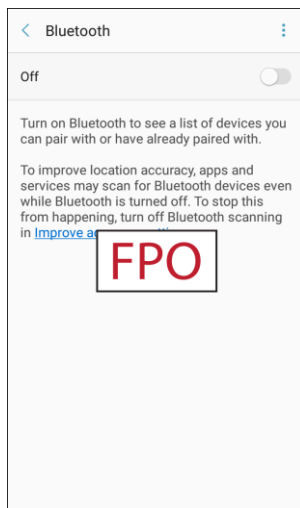 Bluetooth
Off
Turn on Bluetooth to see a list of devices you
can pair with or have already paired with.
To improve location accuracy, apps and
services may scan for Bluetooth devices even
while Bluetooth is turned off. To stop this
from happening, turn off Bluetooth scanning
in Improve
FPO